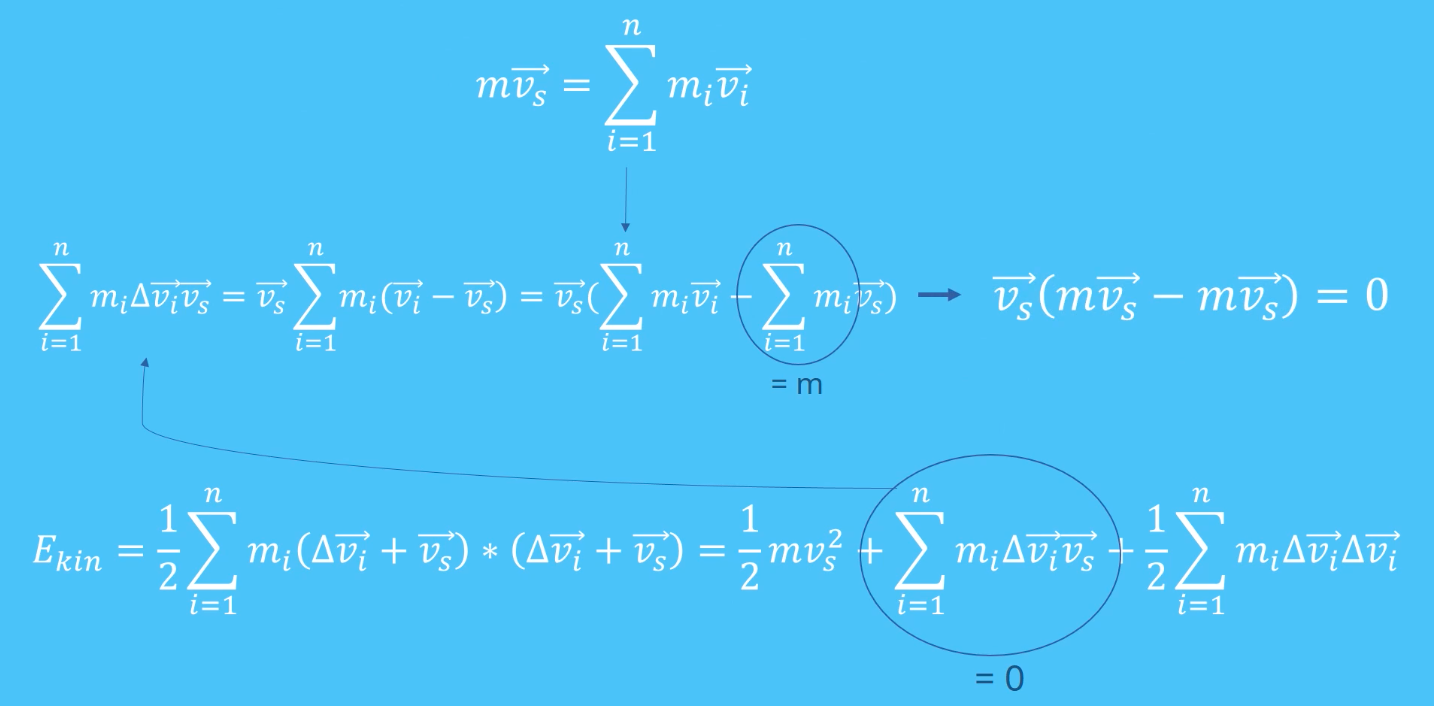 $m\overrightarrow{v_s} = \sum_{i=1}^{n} m_i\overrightarrow{v_i}$
$\sum_{i=1}^{n} m_i\Delta\overrightarrow{v_i}\overrightarrow{v_s} = \overrightarrow{v_s}\sum_{i=1}^{n} m_i(\overrightarrow{v_i} - \overrightarrow{v_s}) = \overrightarrow{v_s}(\sum_{i=1}^{n} m_i\overrightarrow{v_i} - \sum_{i=1}^{n} m_i\overrightarrow{v_s})$ → $\overrightarrow{v_s}(m\overrightarrow{v_s} - m\overrightarrow{v_s}) = 0$
= m
$E_{kin} = \frac{1}{2}\sum_{i=1}^{n} m_i(\Delta\overrightarrow{v_i} + \overrightarrow{v_s}) * (\Delta\overrightarrow{v_i} + \overrightarrow{v_s}) = \frac{1}{2}mv_s^2 + \sum_{i=1}^{n} m_i\Delta\overrightarrow{v_i}\overrightarrow{v_s} + \frac{1}{2}\sum_{i=1}^{n} m_i\Delta\overrightarrow{v_i}\Delta\overrightarrow{v_i}$
= 0